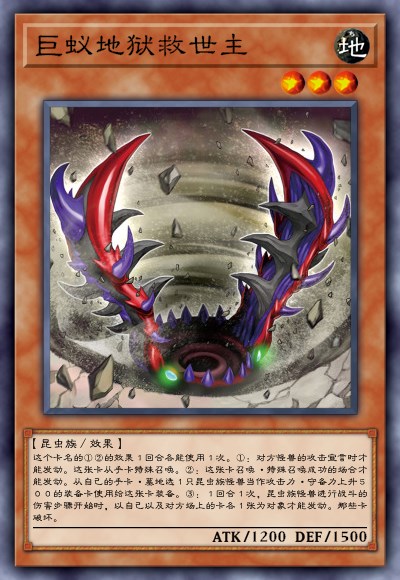 巨蚁地狱救世主
地
【昆虫族/效果】
这个卡名的①②的效果1回合各能使用1次。①：对方怪兽的攻击宣言时才
能发动。这张卡从手卡特殊召唤。②：这张卡召唤·特殊召唤成功的场合才
能发动。从自己的手卡·墓地选1只昆虫族怪兽当作攻击力·守备力上升5
００的装备卡使用给这张卡装备。③：1回合1次，昆虫族怪兽进行战斗的
伤害步骤开始时，以自己以及对方场上的卡各1张为对象才能发动。那些卡
破坏。
ATK/1200 DEF/1500